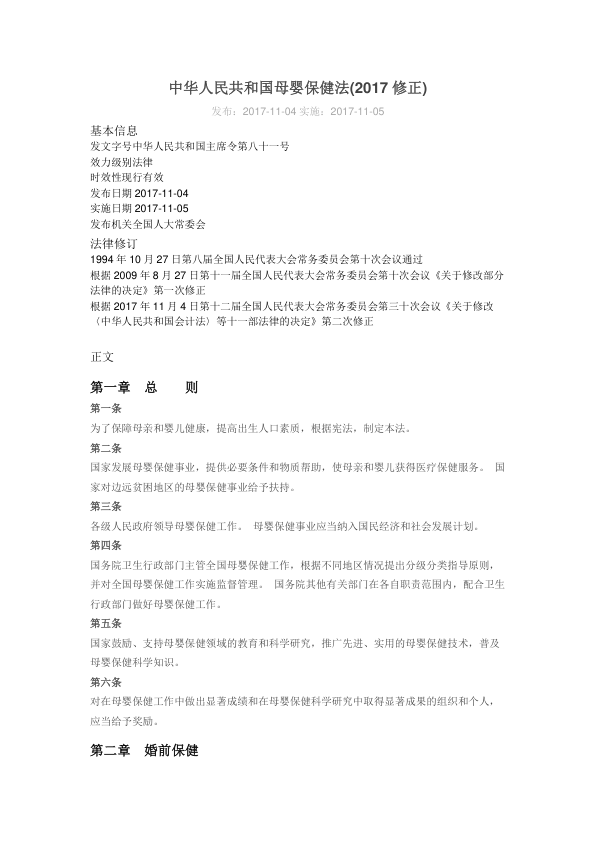 中华人民共和国母婴保健法(2017 修正)
发布：2017-11-04 实施：2017-11-05
基本信息
发文字号中华人民共和国主席令第八十一号
效力级别法律
时效性现行有效
发布日期 2017-11-04
实施日期 2017-11-05
发布机关全国人大常委会
法律修订
1994 年 10 月 27 日第八届全国人民代表大会常务委员会第十次会议通过
根据 2009 年 8 月 27 日第十一届全国人民代表大会常务委员会第十次会议《关于修改部分
法律的决定》第一次修正
根据 2017 年 11 月 4 日第十二届全国人民代表大会常务委员会第三十次会议《关于修改
〈中华人民共和国会计法〉等十一部法律的决定》第二次修正
正文
第一章　总　　则
第一条
为了保障母亲和婴儿健康，提高出生人口素质，根据宪法，制定本法。
第二条
国家发展母婴保健事业，提供必要条件和物质帮助，使母亲和婴儿获得医疗保健服务。 国
家对边远贫困地区的母婴保健事业给予扶持。
第三条
各级人民政府领导母婴保健工作。 母婴保健事业应当纳入国民经济和社会发展计划。
第四条
国务院卫生行政部门主管全国母婴保健工作，根据不同地区情况提出分级分类指导原则，
并对全国母婴保健工作实施监督管理。 国务院其他有关部门在各自职责范围内，配合卫生
行政部门做好母婴保健工作。
第五条
国家鼓励、支持母婴保健领域的教育和科学研究，推广先进、实用的母婴保健技术，普及
母婴保健科学知识。
第六条
对在母婴保健工作中做出显著成绩和在母婴保健科学研究中取得显著成果的组织和个人，
应当给予奖励。
第二章　婚前保健